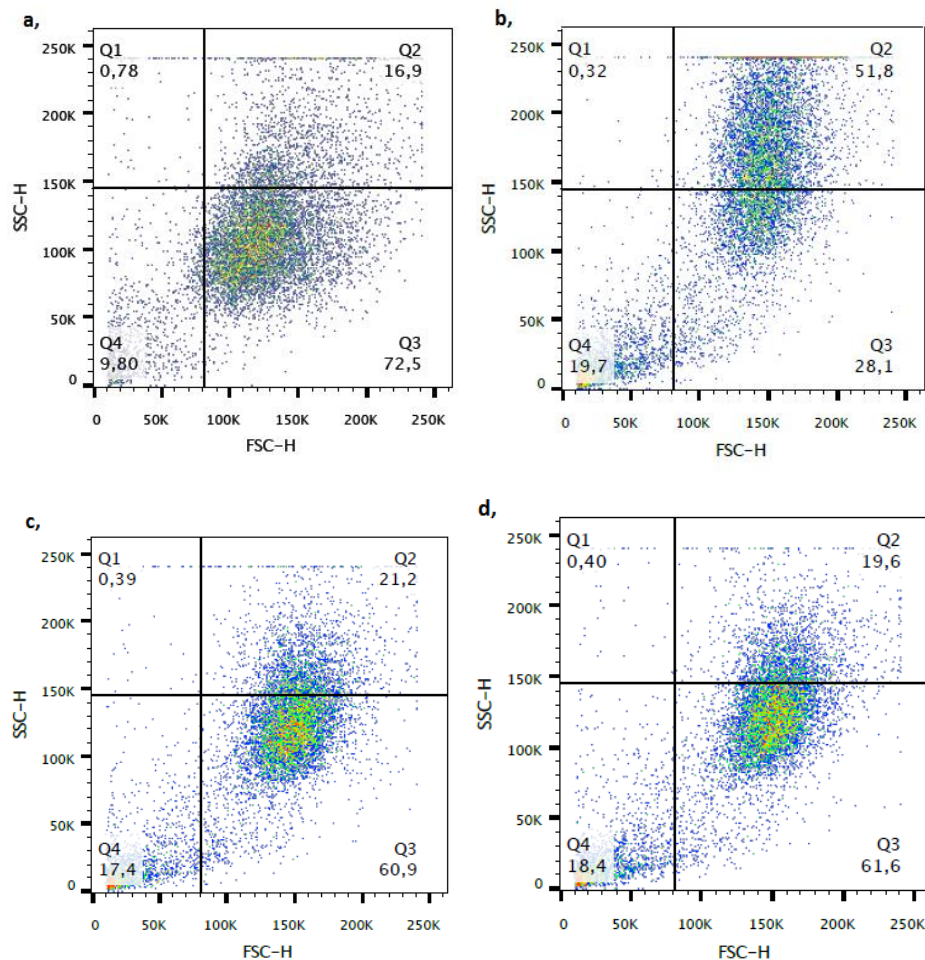 a,
250K
200K
150K
100K
50K
0
SSC-H
Q1
0,78
Q2
16,9
Q4
9,80
Q3
72,5
0 50K 100K 150K 200K 250K
FSC-H
b,
250K
200K
150K
100K
50K
0
SSC-H
Q1
0,32
Q2
51,8
Q4
19,7
Q3
28,1
0 50K 100K 150K 200K 250K
FSC-H
c,
250K
200K
150K
100K
50K
0
SSC-H
Q1
0,39
Q2
21,2
Q4
17,4
Q3
60,9
0 50K 100K 150K 200K 250K
FSC-H
d,
250K
200K
150K
100K
50K
0
SSC-H
Q1
0,40
Q2
19,6
Q4
18,4
Q3
61,6
0 50K 100K 150K 200K 250K
FSC-H